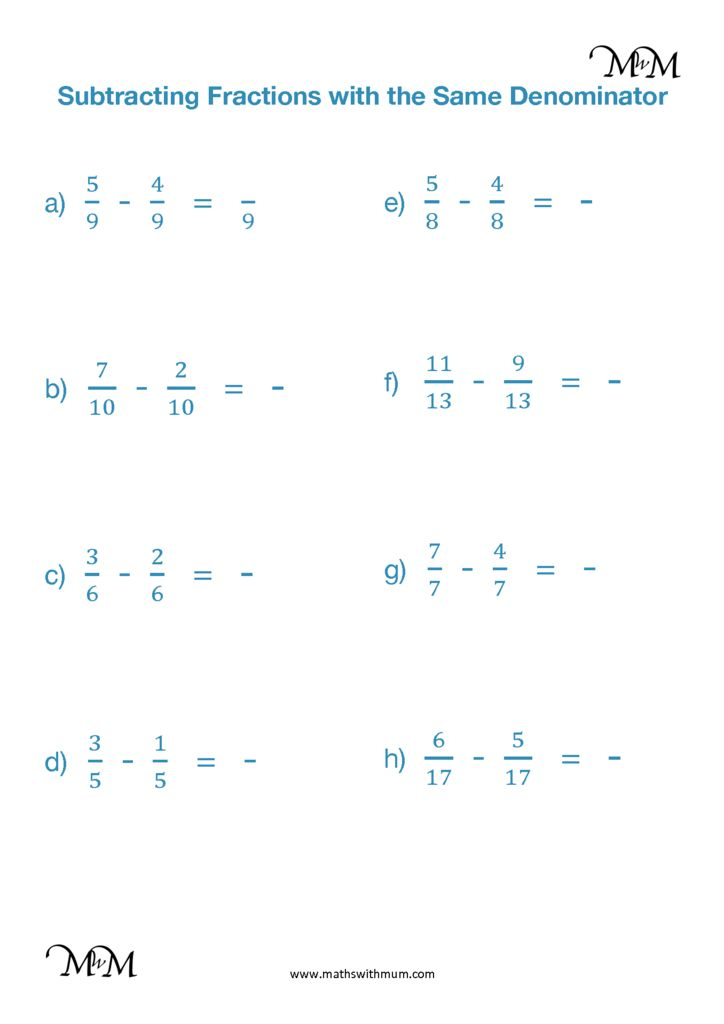 MwM
Subtracting Fractions with the Same Denominator
a) 5/9 - 4/9 = /9
e) 5/8 - 4/8 = -
b) 7/10 - 2/10 = -
f) 11/13 - 9/13 = -
c) 3/6 - 2/6 = -
g) 7/7 - 4/7 = -
d) 3/5 - 1/5 = -
h) 6/17 - 5/17 = -
MwM
www.mathswithmum.com